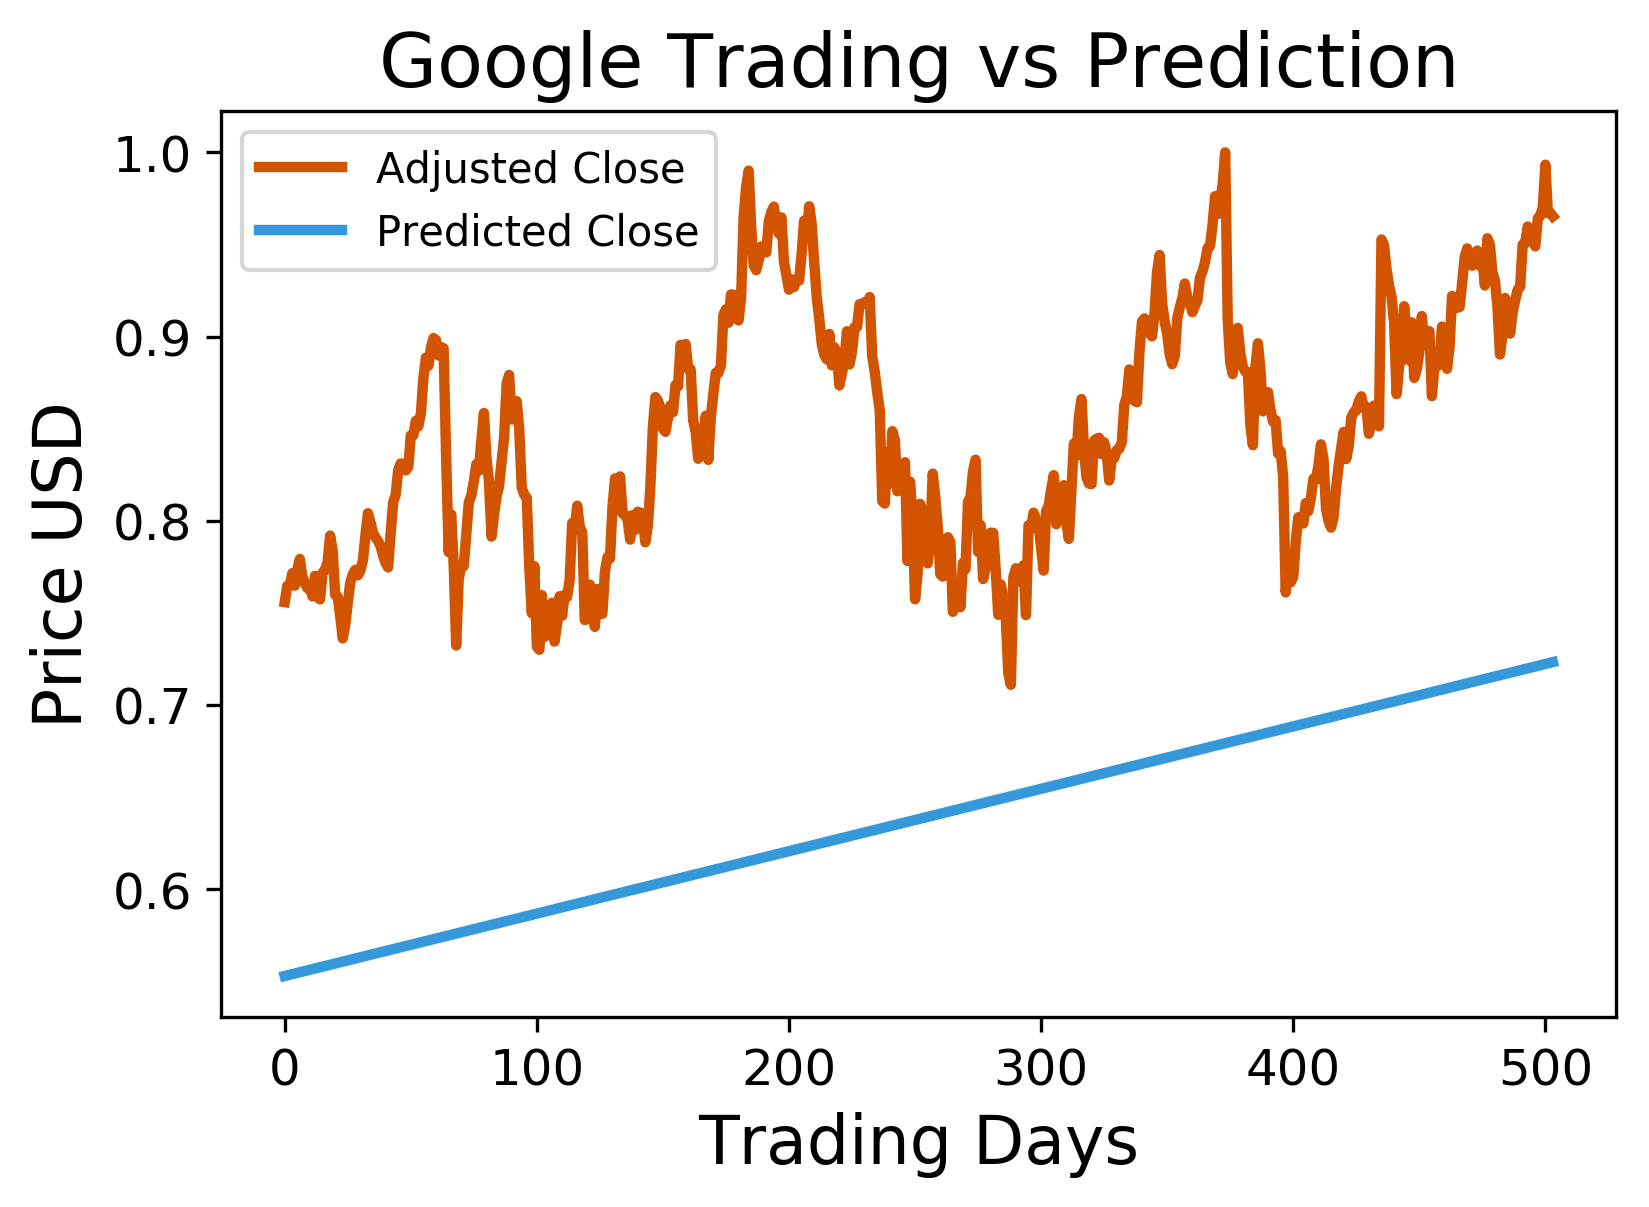 Google Trading vs Prediction
Adjusted Close
Predicted Close
1.0
0.9
0.8
0.7
0.6
Price USD
0 100 200 300 400 500
Trading Days